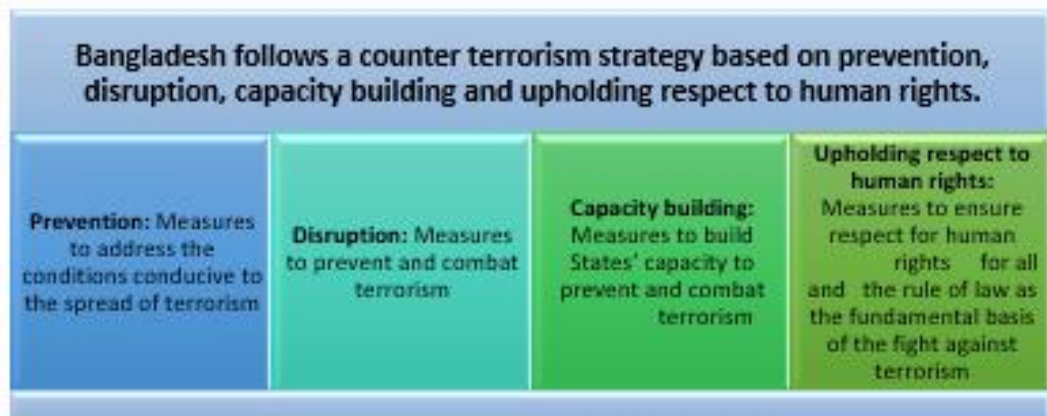 Bangladesh follows a counter terrorism strategy based on prevention,
disruption, capacity building and upholding respect to human rights.
Prevention: Measures
to address the
conditions conducive to
the spread of terrorism
Disruption: Measures
to prevent and combat
terrorism
Capacity building:
Measures to build
States' capacity to
prevent and combat
terrorism
Upholding respect to
human rights:
Measures to ensure
respect for human
rights for all
and the rule of law as
the fundamental basis
of the fight against
terrorism